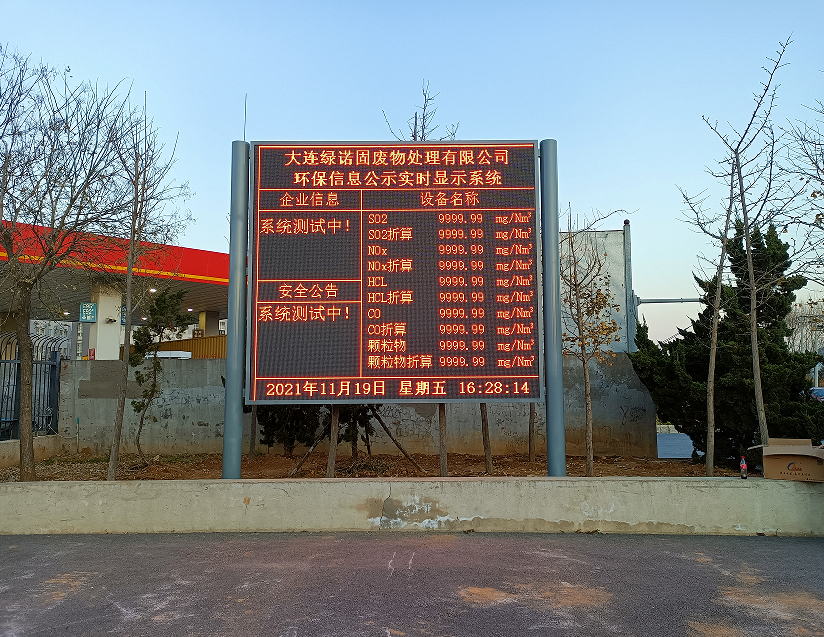 大连绿诺固废物处理有限公司
环保信息公示实时显示系统
企业信息 设备名称
系统测试中!
SO2 9999.99 mg/Nm³
SO2折算 9999.99 mg/Nm³
NOx 9999.99 mg/Nm³
NOx折算 9999.99 mg/Nm³
HCL 9999.99 mg/Nm³
安全公告
HCL折算 9999.99 mg/Nm³
系统测试中!
CO 9999.99 mg/Nm³
CO折算 9999.99 mg/Nm³
颗粒物 9999.99 mg/Nm³
颗粒物折算 9999.99 mg/Nm³
2021年11月19日 星期五 16:28:14